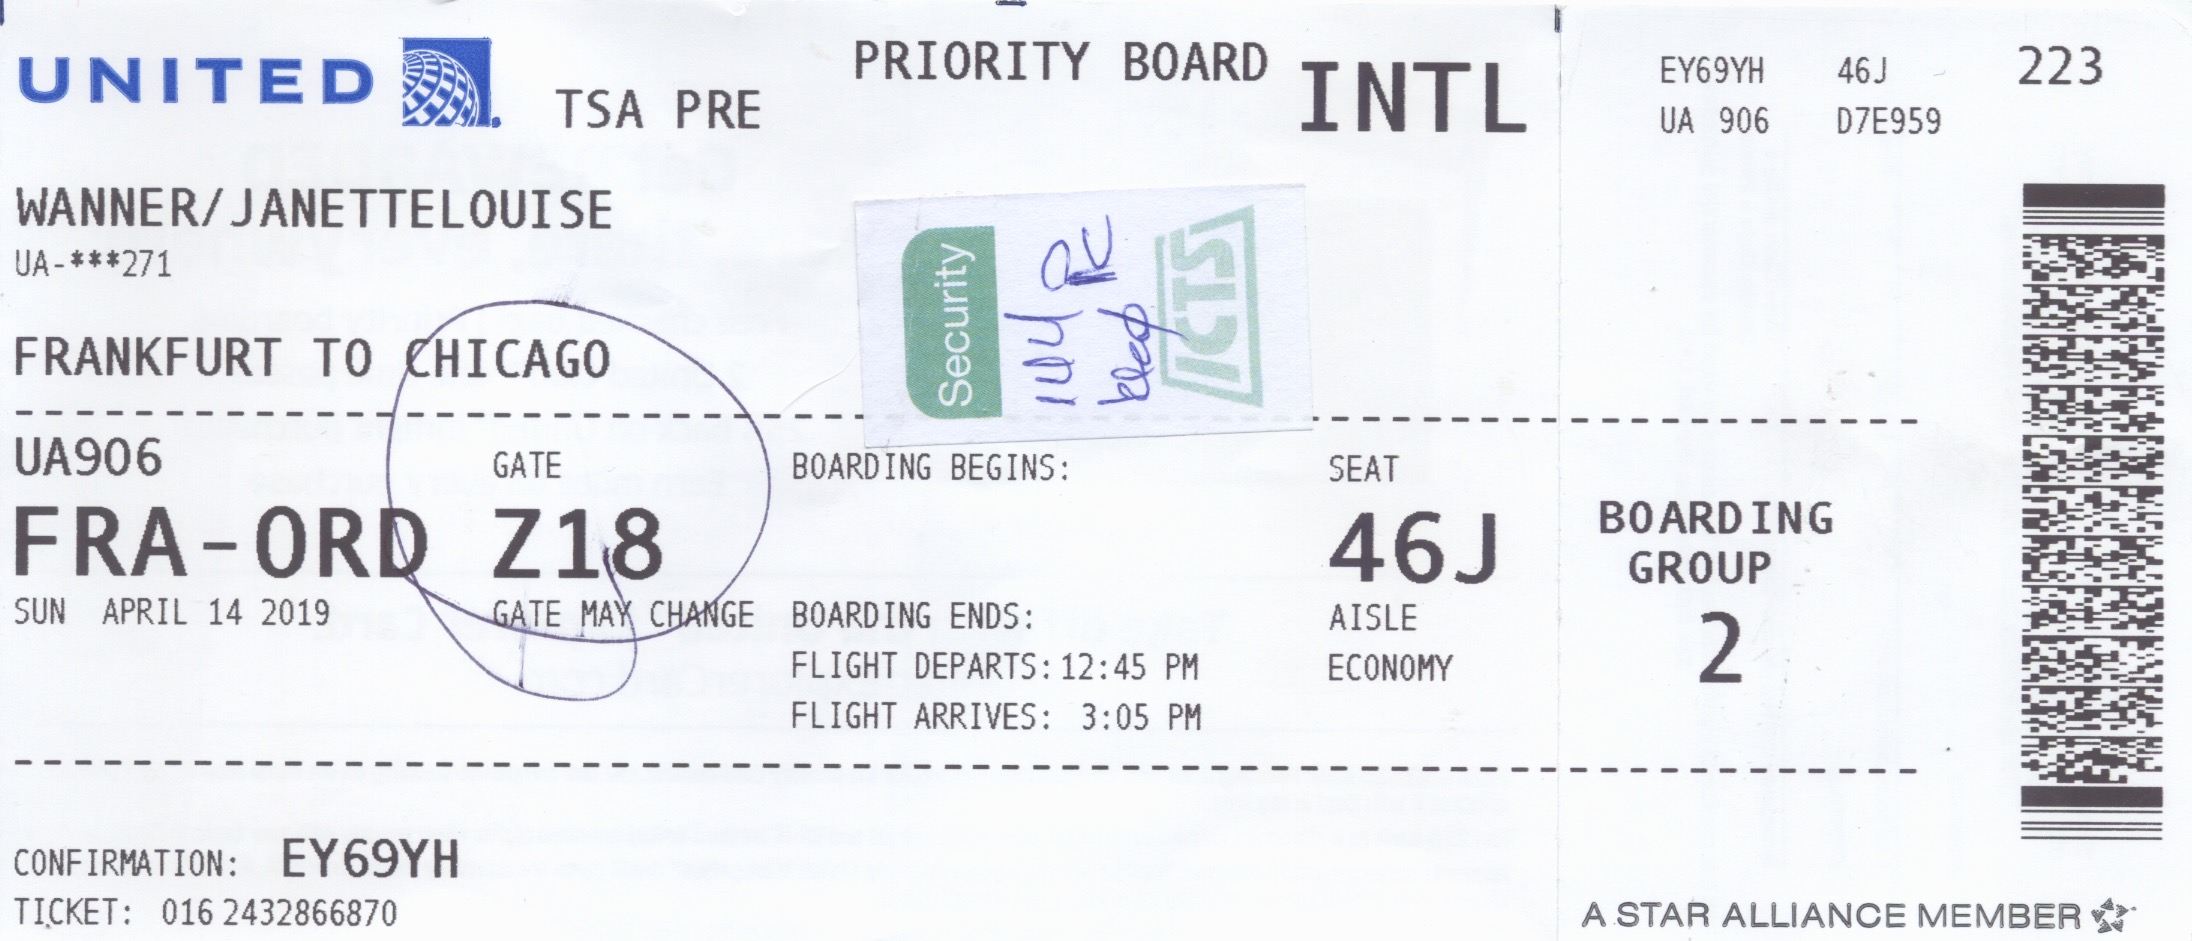 UNITED
TSA PRE
PRIORITY BOARD
INTL
EY69YH 46J 223
UA 906 D7E959
WANNER/JANETTELOUISE
UA-***271
Security
ICTS
FRANKFURT TO CHICAGO
UA906 GATE BOARDING BEGINS: SEAT
FRA-ORD Z18 46J
SUN APRIL 14 2019 GATE MAY CHANGE BOARDING ENDS: AISLE
FLIGHT DEPARTS: 12:45 PM ECONOMY
FLIGHT ARRIVES: 3:05 PM
BOARDING
GROUP
2
CONFIRMATION: EY69YH
TICKET: 016 2432866870
A STAR ALLIANCE MEMBER